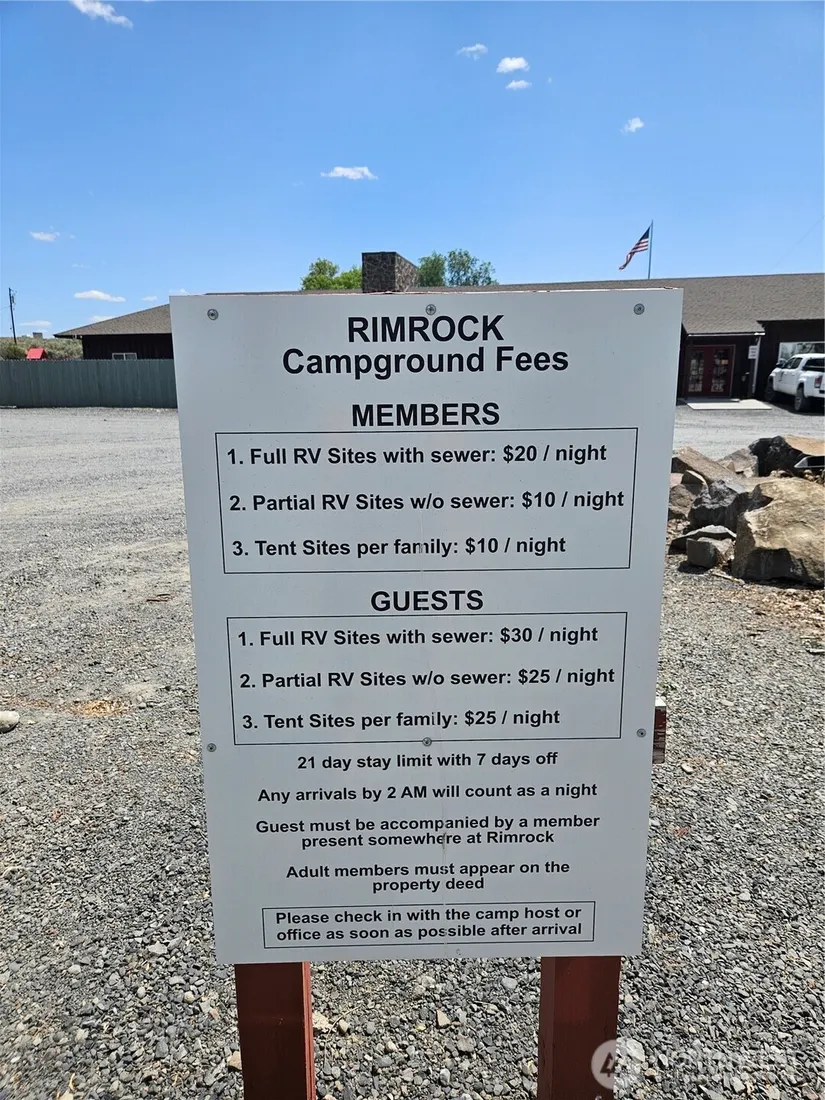 RIMROCK
Campground Fees
MEMBERS
1. Full RV Sites with sewer: $20 / night
2. Partial RV Sites w/o sewer: $10 / night
3. Tent Sites per family: $10 / night
GUESTS
1. Full RV Sites with sewer: $30 / night
2. Partial RV Sites w/o sewer: $25 / night
3. Tent Sites per family: $25 / night
21 day stay limit with 7 days off
Any arrivals by 2 AM will count as a night
Guest must be accompanied by a member
present somewhere at Rimrock
Adult members must appear on the
property deed
Please check in with the camp host or
office as soon as possible after arrival